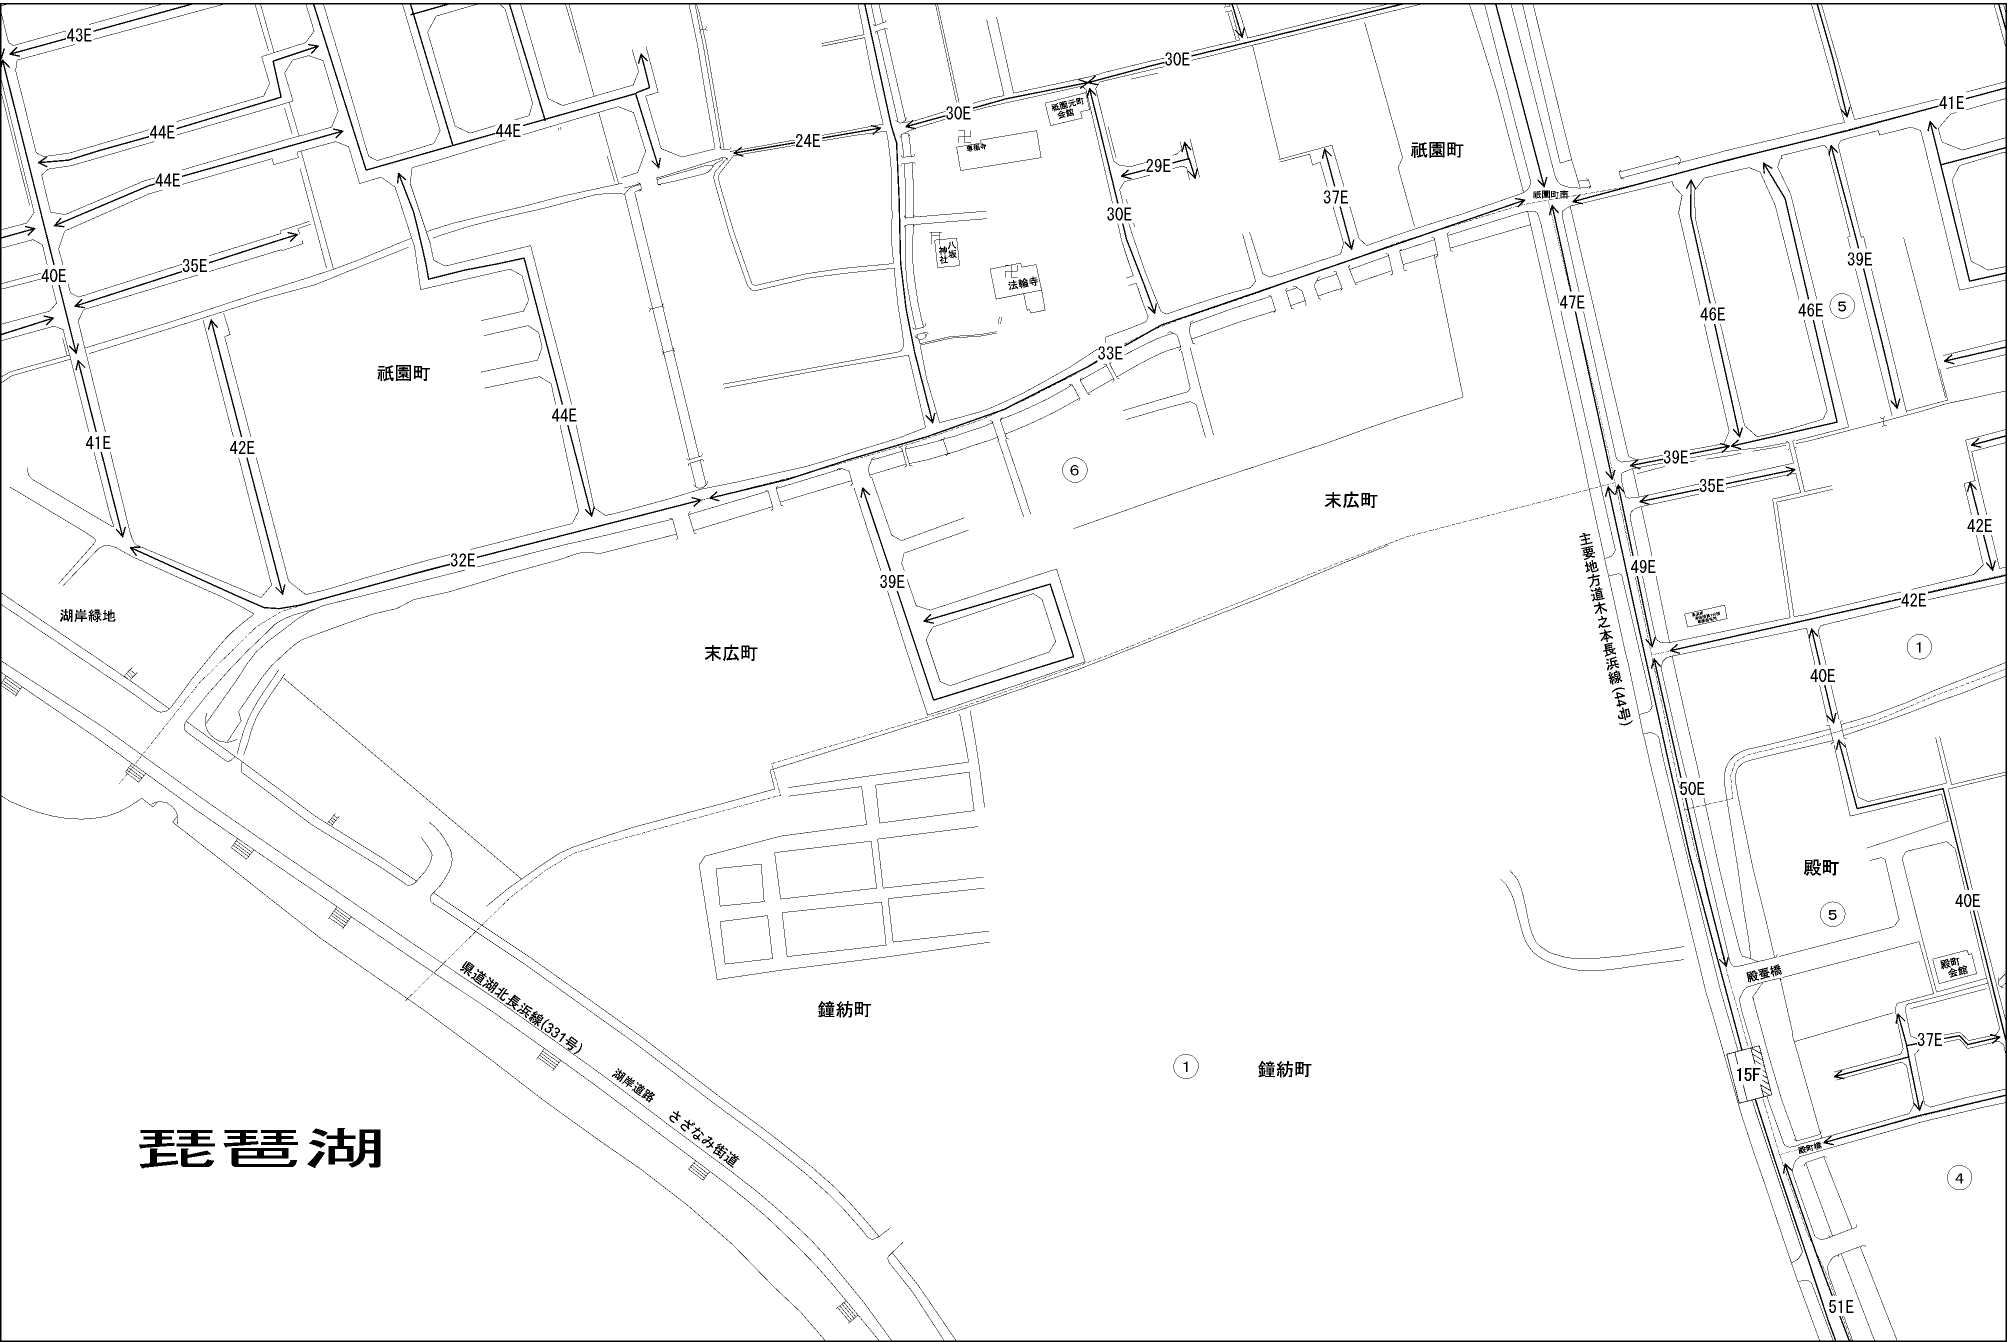 43E
30E
41E
44E
44E
30E
祇園元町
会館
24E
専福寺
祇園町
44E
29E
37E
祇園町南
30E
八坂
神社
35E
40E
39E
法輪寺
47E
46E
46E
⑤
33E
祇園町
44E
41E
42E
39E
⑥
35E
末広町
42E
32E
主要地方道木之本長浜線(44号)
49E
39E
42E
湖岸緑地
①
末広町
40E
50E
殿町
40E
⑤
県道湖北長浜線(331号)
殿町
会館
殿蚕橋
鐘紡町
37E
①
鐘紡町
15F
湖岸道路 さざなみ街道
琵琶湖
殿町橋
④
51E